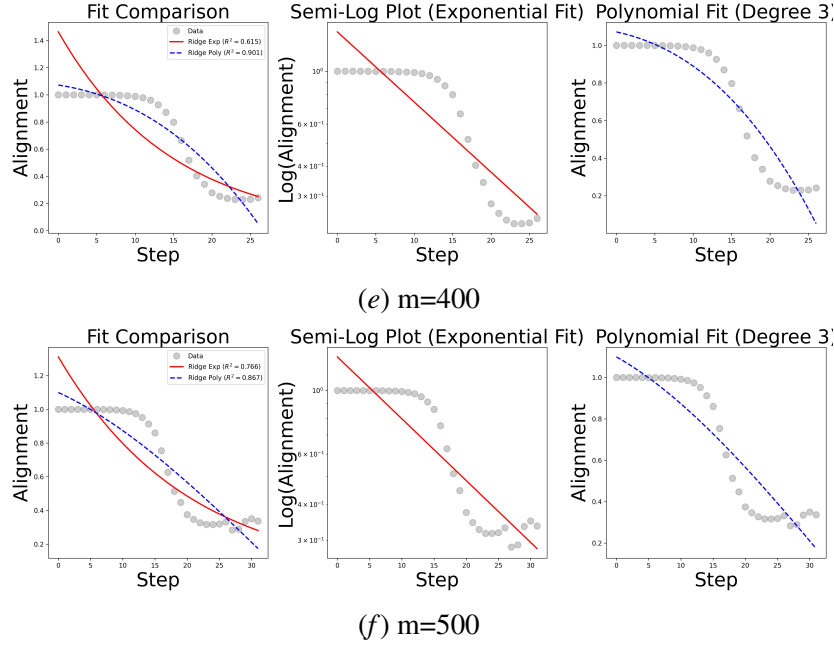 Fit Comparison
Semi-Log Plot (Exponential Fit)
Polynomial Fit (Degree 3)
Data
Ridge Exp (R² = 0.615)
Ridge Poly (R² = 0.901)
Alignment
1.4
1.2
1.0
0.8
0.6
0.4
0.2
0.0
0 5 10 15 20 25
Step
Log(Alignment)
10⁰
6 × 10⁻¹
4 × 10⁻¹
3 × 10⁻¹
0 5 10 15 20 25
Step
Alignment
1.0
0.8
0.6
0.4
0.2
0 5 10 15 20 25
Step
(e) m=400
Fit Comparison
Semi-Log Plot (Exponential Fit)
Polynomial Fit (Degree 3)
Data
Ridge Exp (R² = 0.766)
Ridge Poly (R² = 0.867)
Alignment
1.2
1.0
0.8
0.6
0.4
0.2
0 5 10 15 20 25 30
Step
Log(Alignment)
10⁰
6 × 10⁻¹
4 × 10⁻¹
3 × 10⁻¹
0 5 10 15 20 25 30
Step
Alignment
1.0
0.8
0.6
0.4
0.2
0 5 10 15 20 25 30
Step
(f) m=500